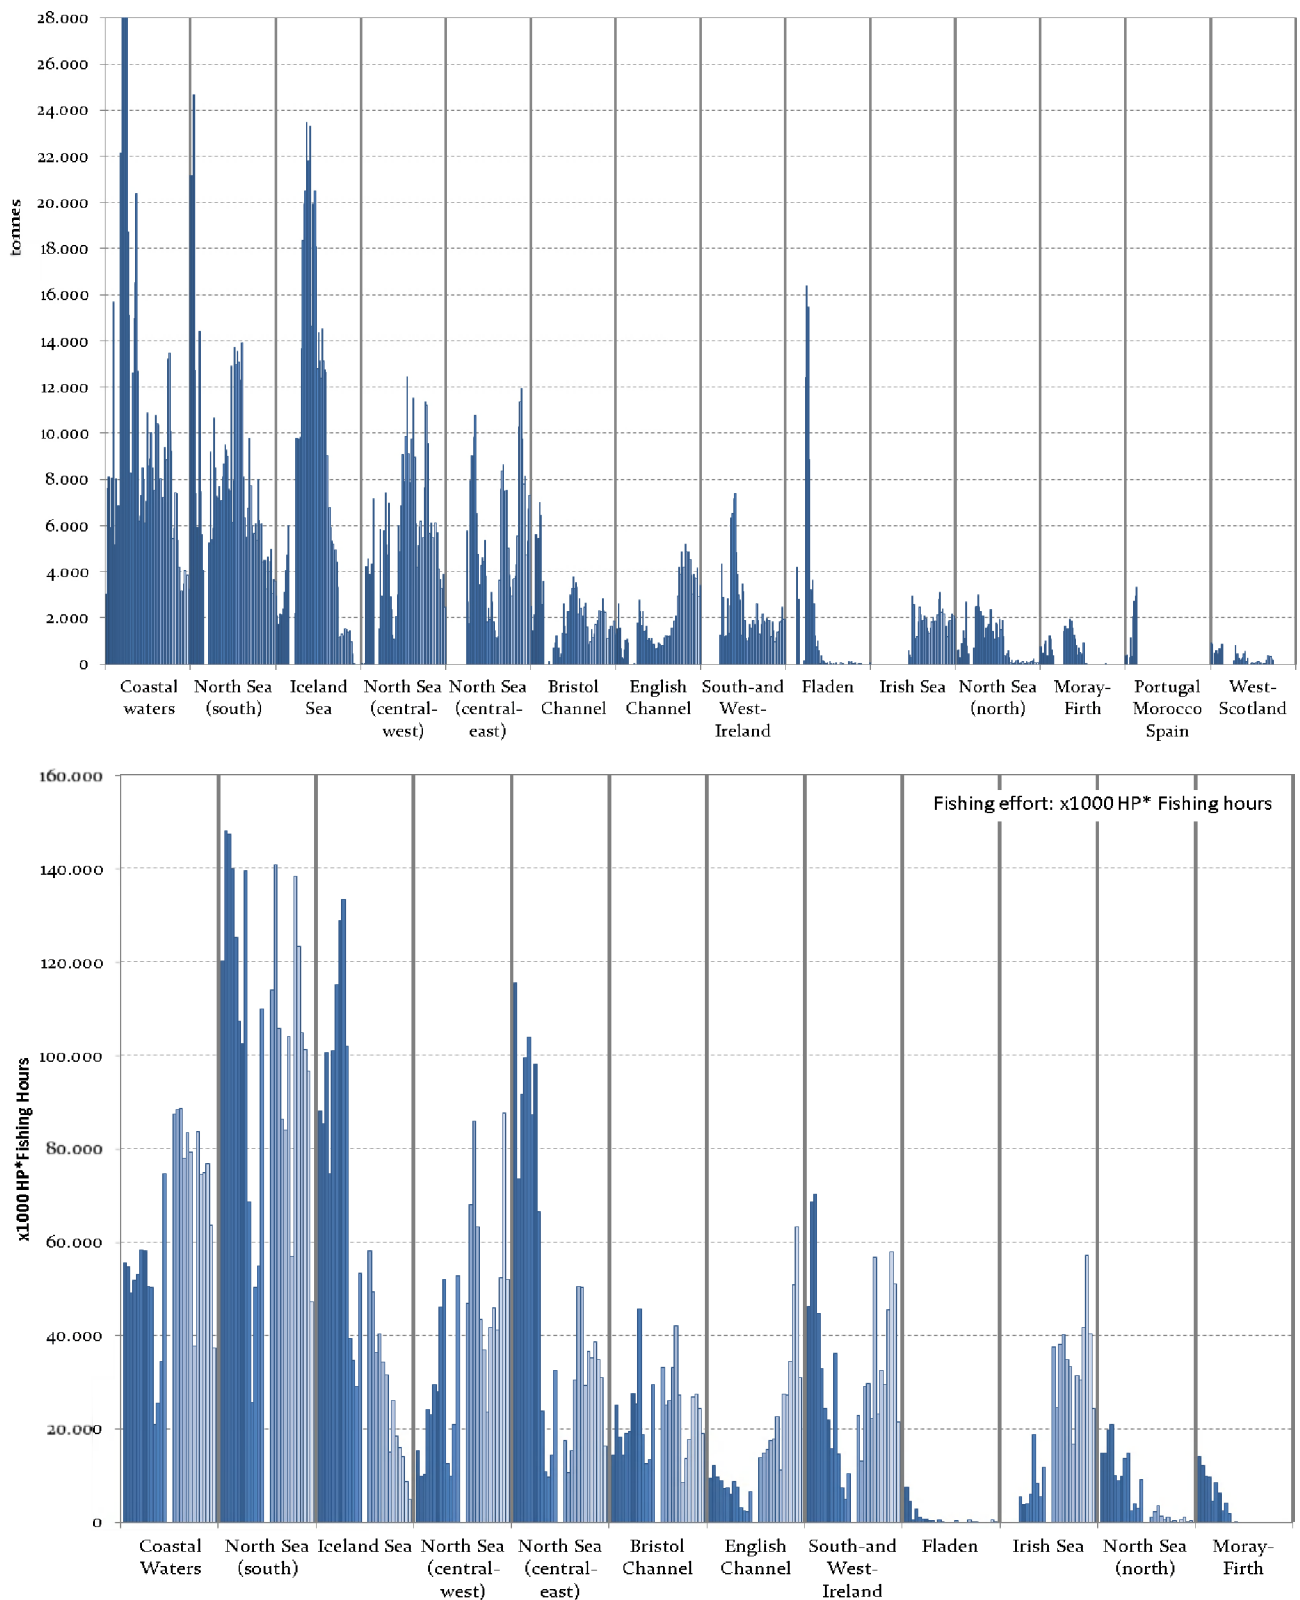 28.000
26.000
24.000
22.000
20.000
18.000
16.000
14.000
12.000
10.000
8.000
6.000
4.000
2.000
0
tonnes
Coastal
waters
North Sea
(south)
Iceland
Sea
North Sea
(central-
west)
North Sea
(central-
east)
Bristol
Channel
English
Channel
South-and
West-
Ireland
Fladen
Irish Sea
North Sea
(north)
Moray-
Firth
Portugal
Morocco
Spain
West-
Scotland
160.000
140.000
120.000
100.000
80.000
60.000
40.000
20.000
0
x1000 HP*Fishing Hours
Fishing effort: x1000 HP* Fishing hours
Coastal
Waters
North Sea
(south)
Iceland Sea
North Sea
(central-
west)
North Sea
(central-
east)
Bristol
Channel
English
Channel
South-and
West-
Ireland
Fladen
Irish Sea
North Sea
(north)
Moray-
Firth